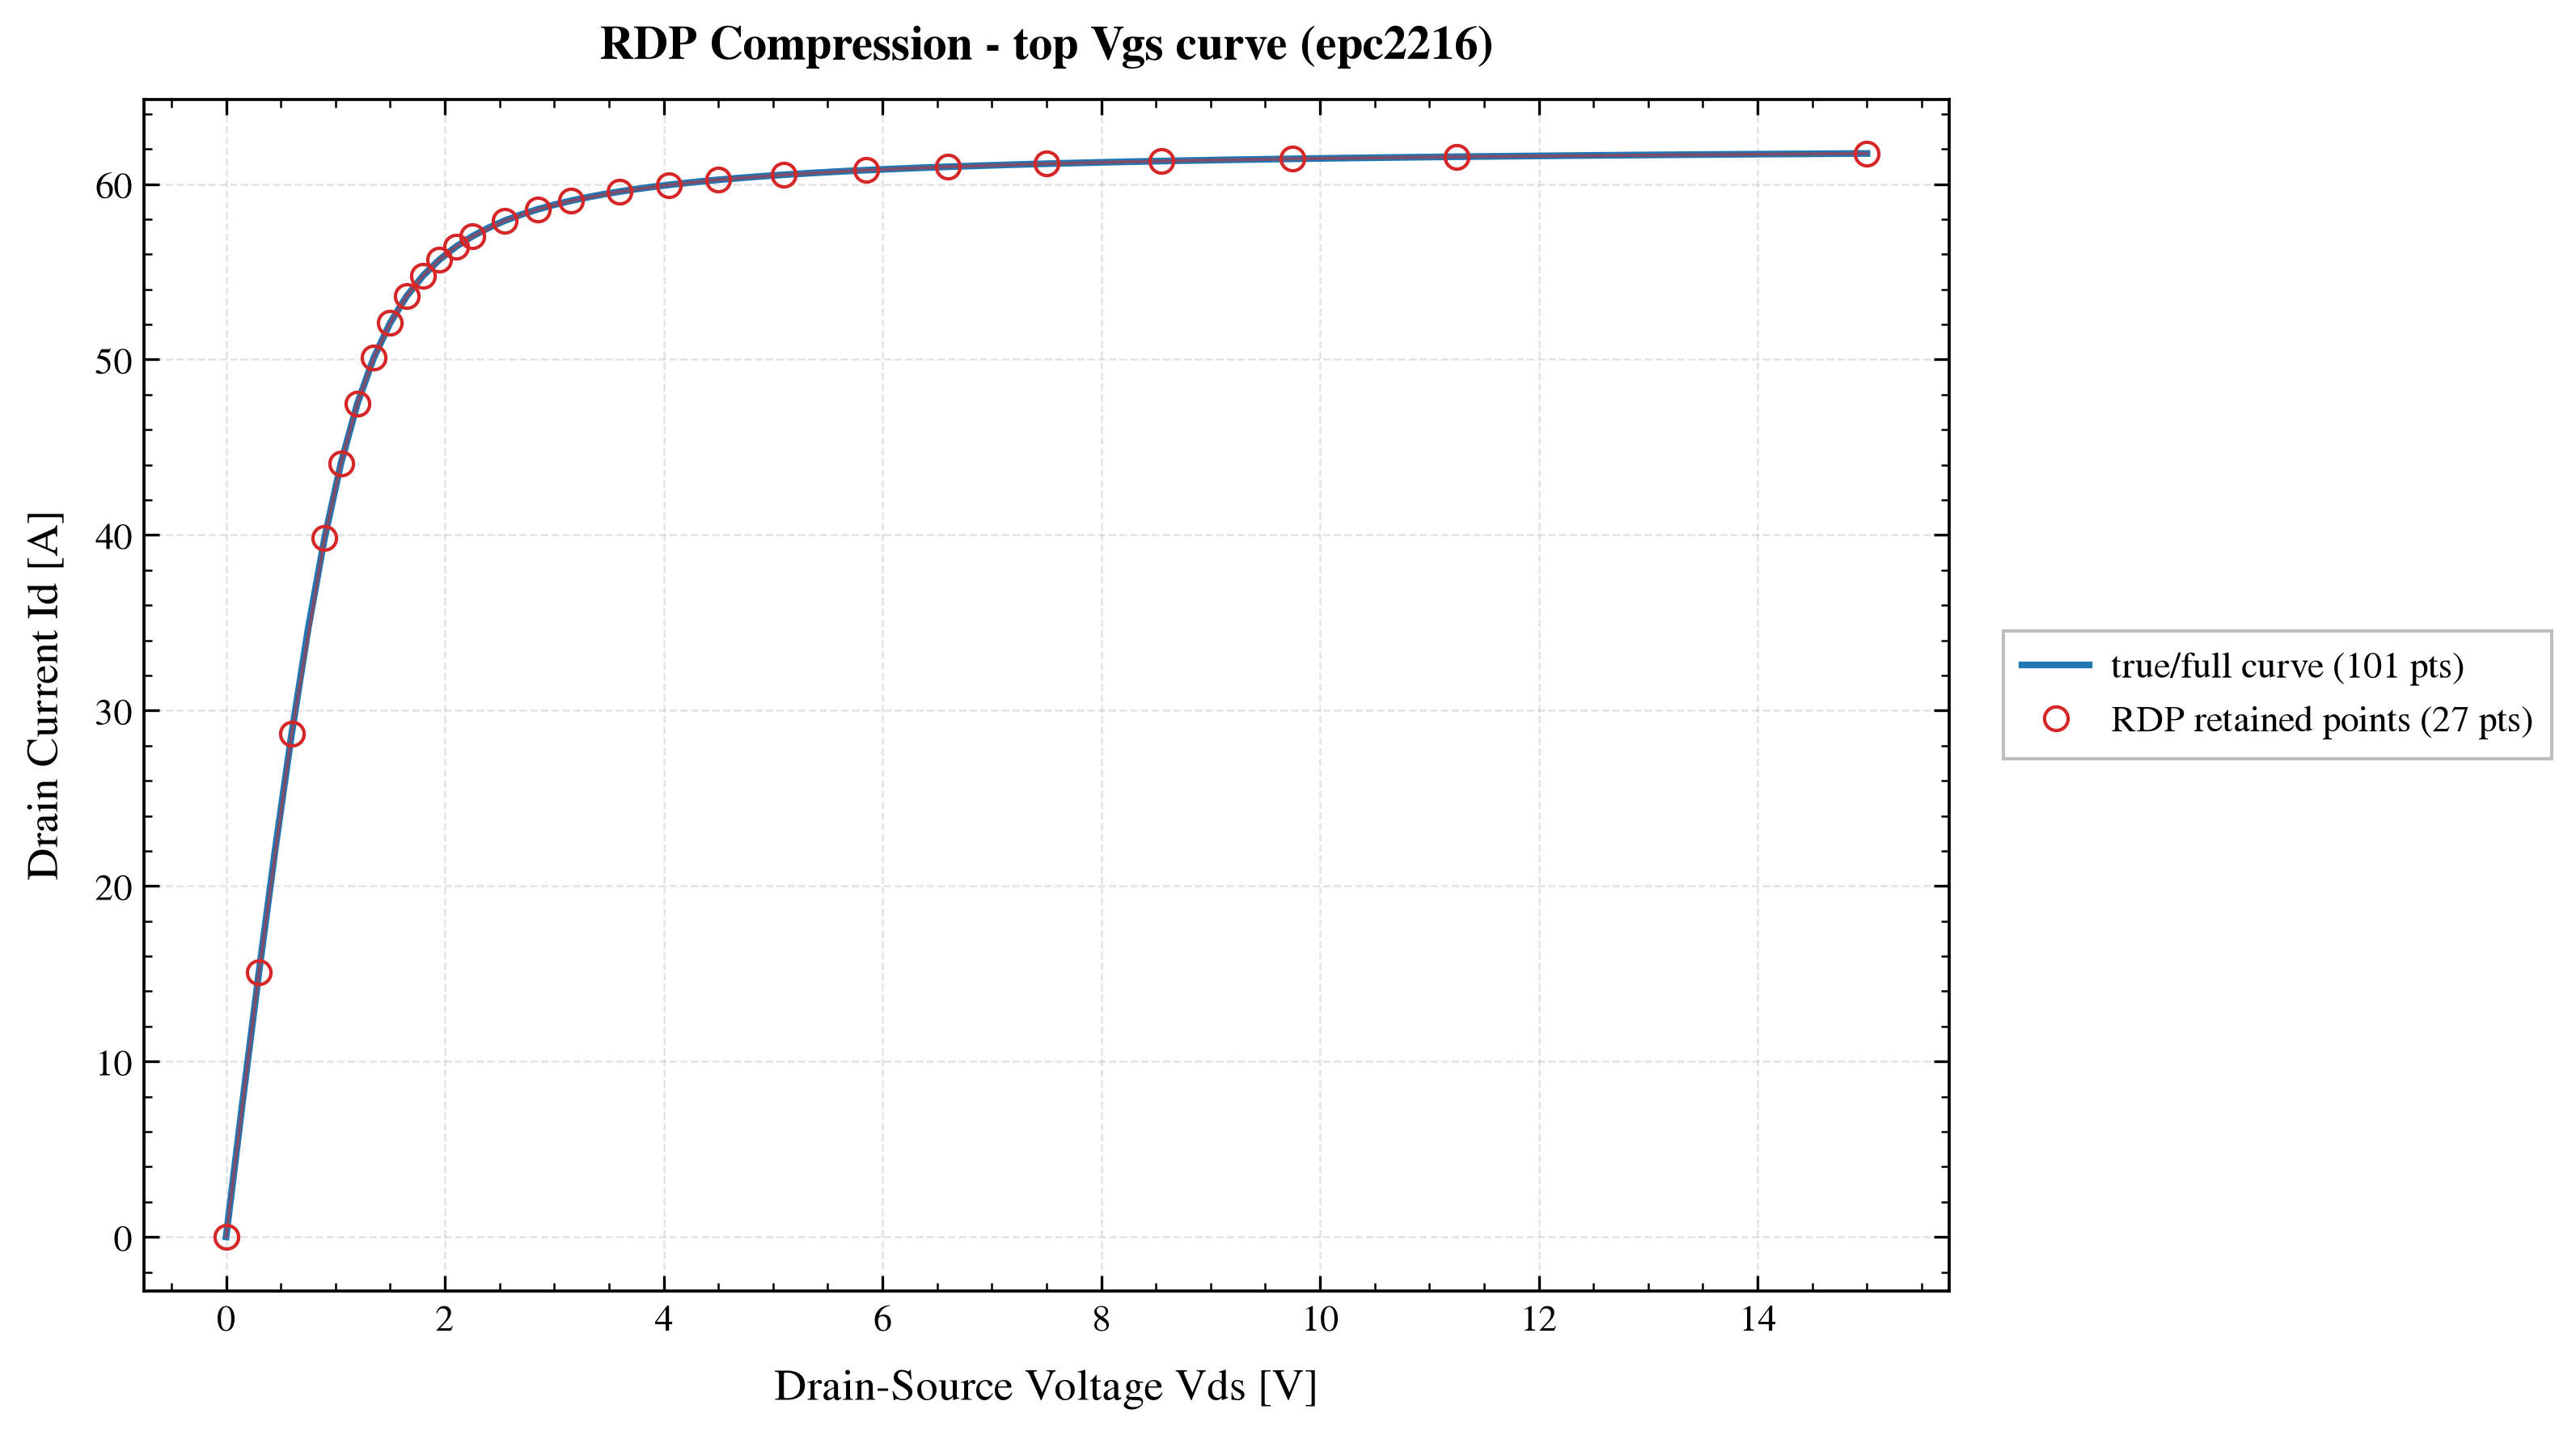 RDP Compression - top Vgs curve (epc2216)
Drain Current Id [A]
60
50
40
30
20
10
0
0 2 4 6 8 10 12 14
Drain-Source Voltage Vds [V]
true/full curve (101 pts)
RDP retained points (27 pts)